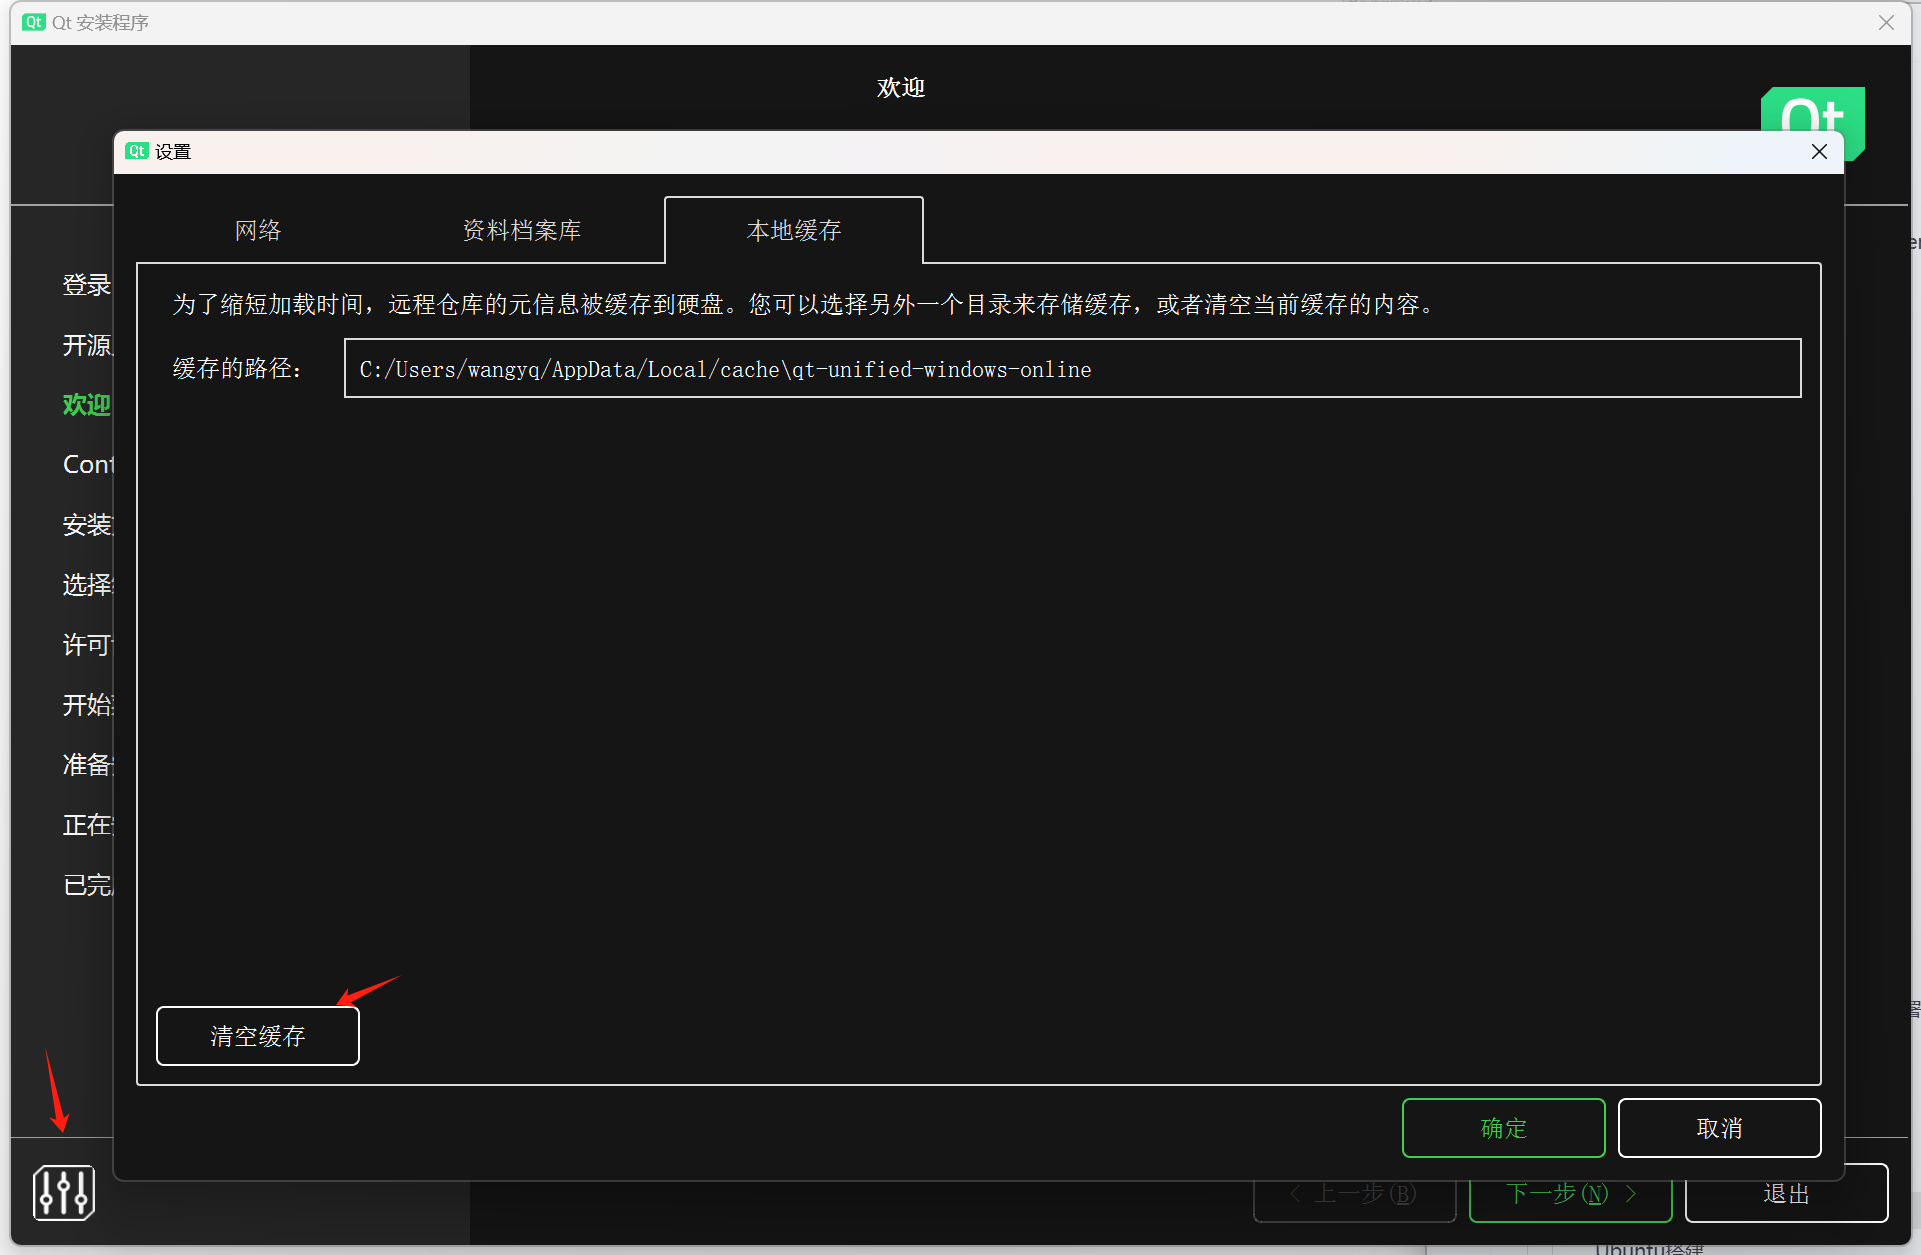 Qt Qt 安装程序
欢迎
Qt
Qt 设置
网络
资料档案库
本地缓存
为了缩短加载时间，远程仓库的元信息被缓存到硬盘。您可以选择另外一个目录来存储缓存，或者清空当前缓存的内容。
缓存的路径：
C:/Users/wangyq/AppData/Local/cache\qt-unified-windows-online
登录
开源
欢迎
Cont
安装
选择
许可
开始
准备
正在
已完
清空缓存
确定
取消
< 上一步(B)
下一步(N) >
退出
Ubuntu搭建